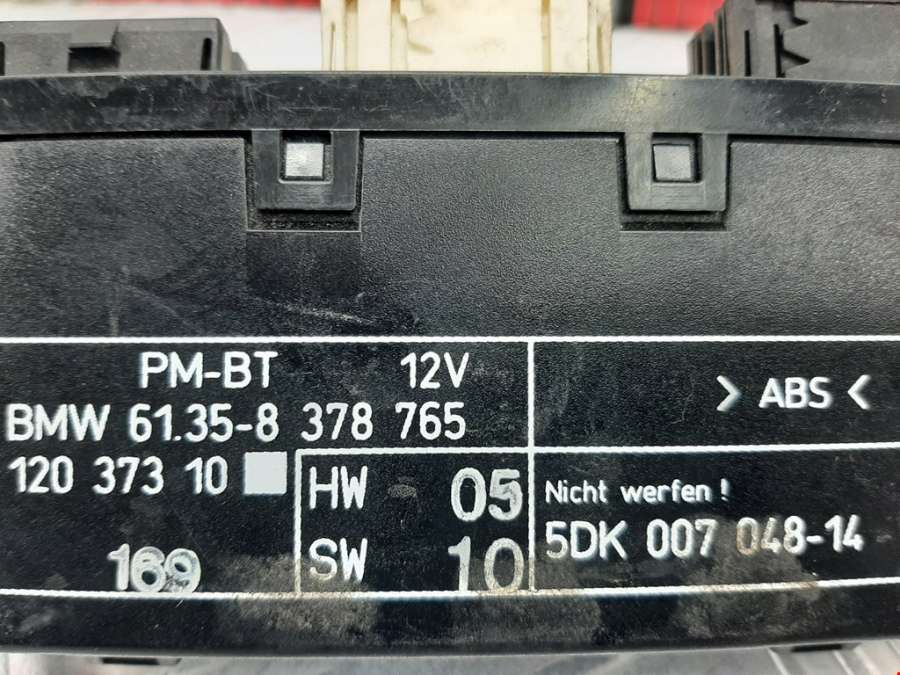 PM-BT 12V
BMW 61.35-8 378 765
120 373 10
169
HW 05
SW 10
> ABS <
Nicht werfen !
5DK 007 048-14